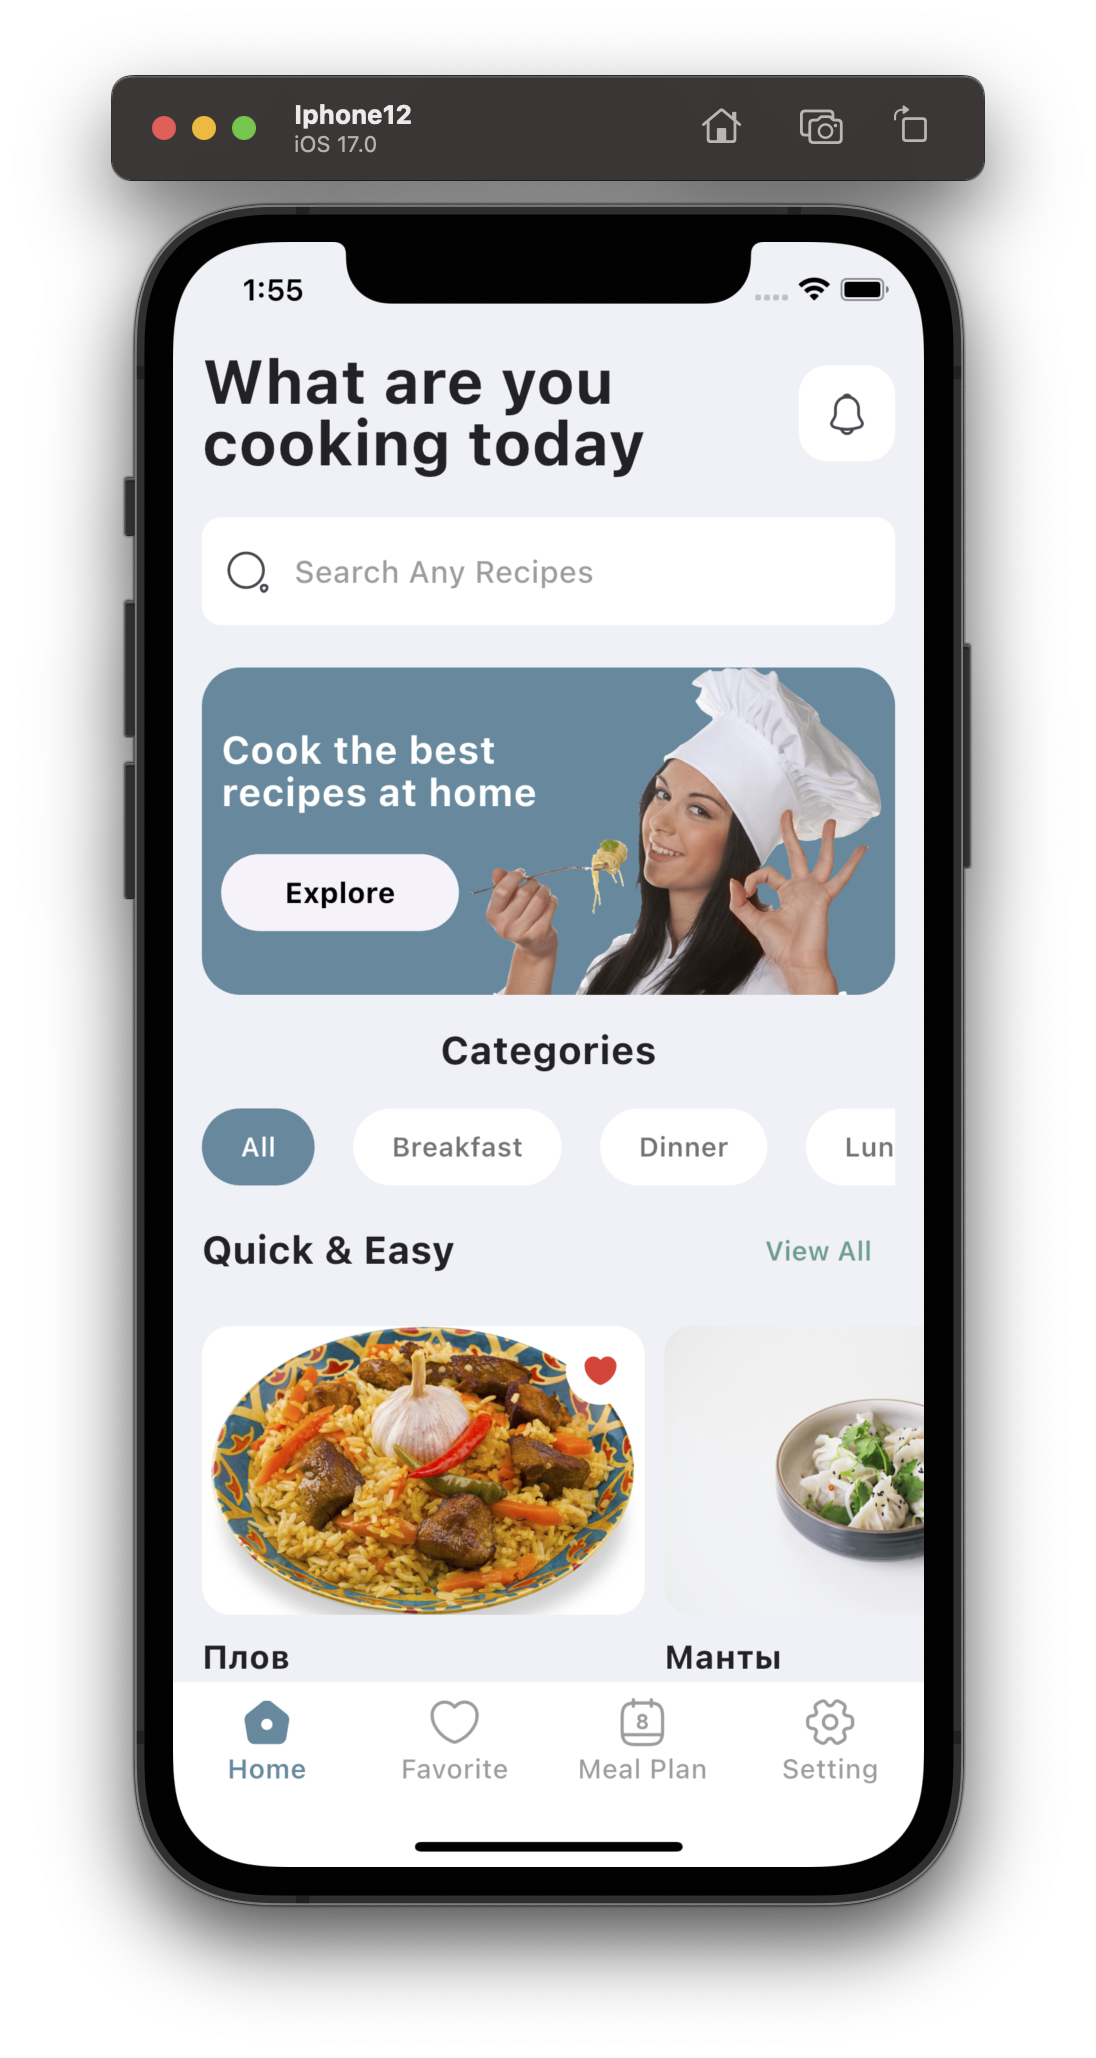 Iphone12
iOS 17.0
1:55
What are you
cooking today
Search Any Recipes
Cook the best
recipes at home
Explore
Categories
All
Breakfast
Dinner
Lun
Quick & Easy
View All
Плов
Манты
8
Home
Favorite
Meal Plan
Setting